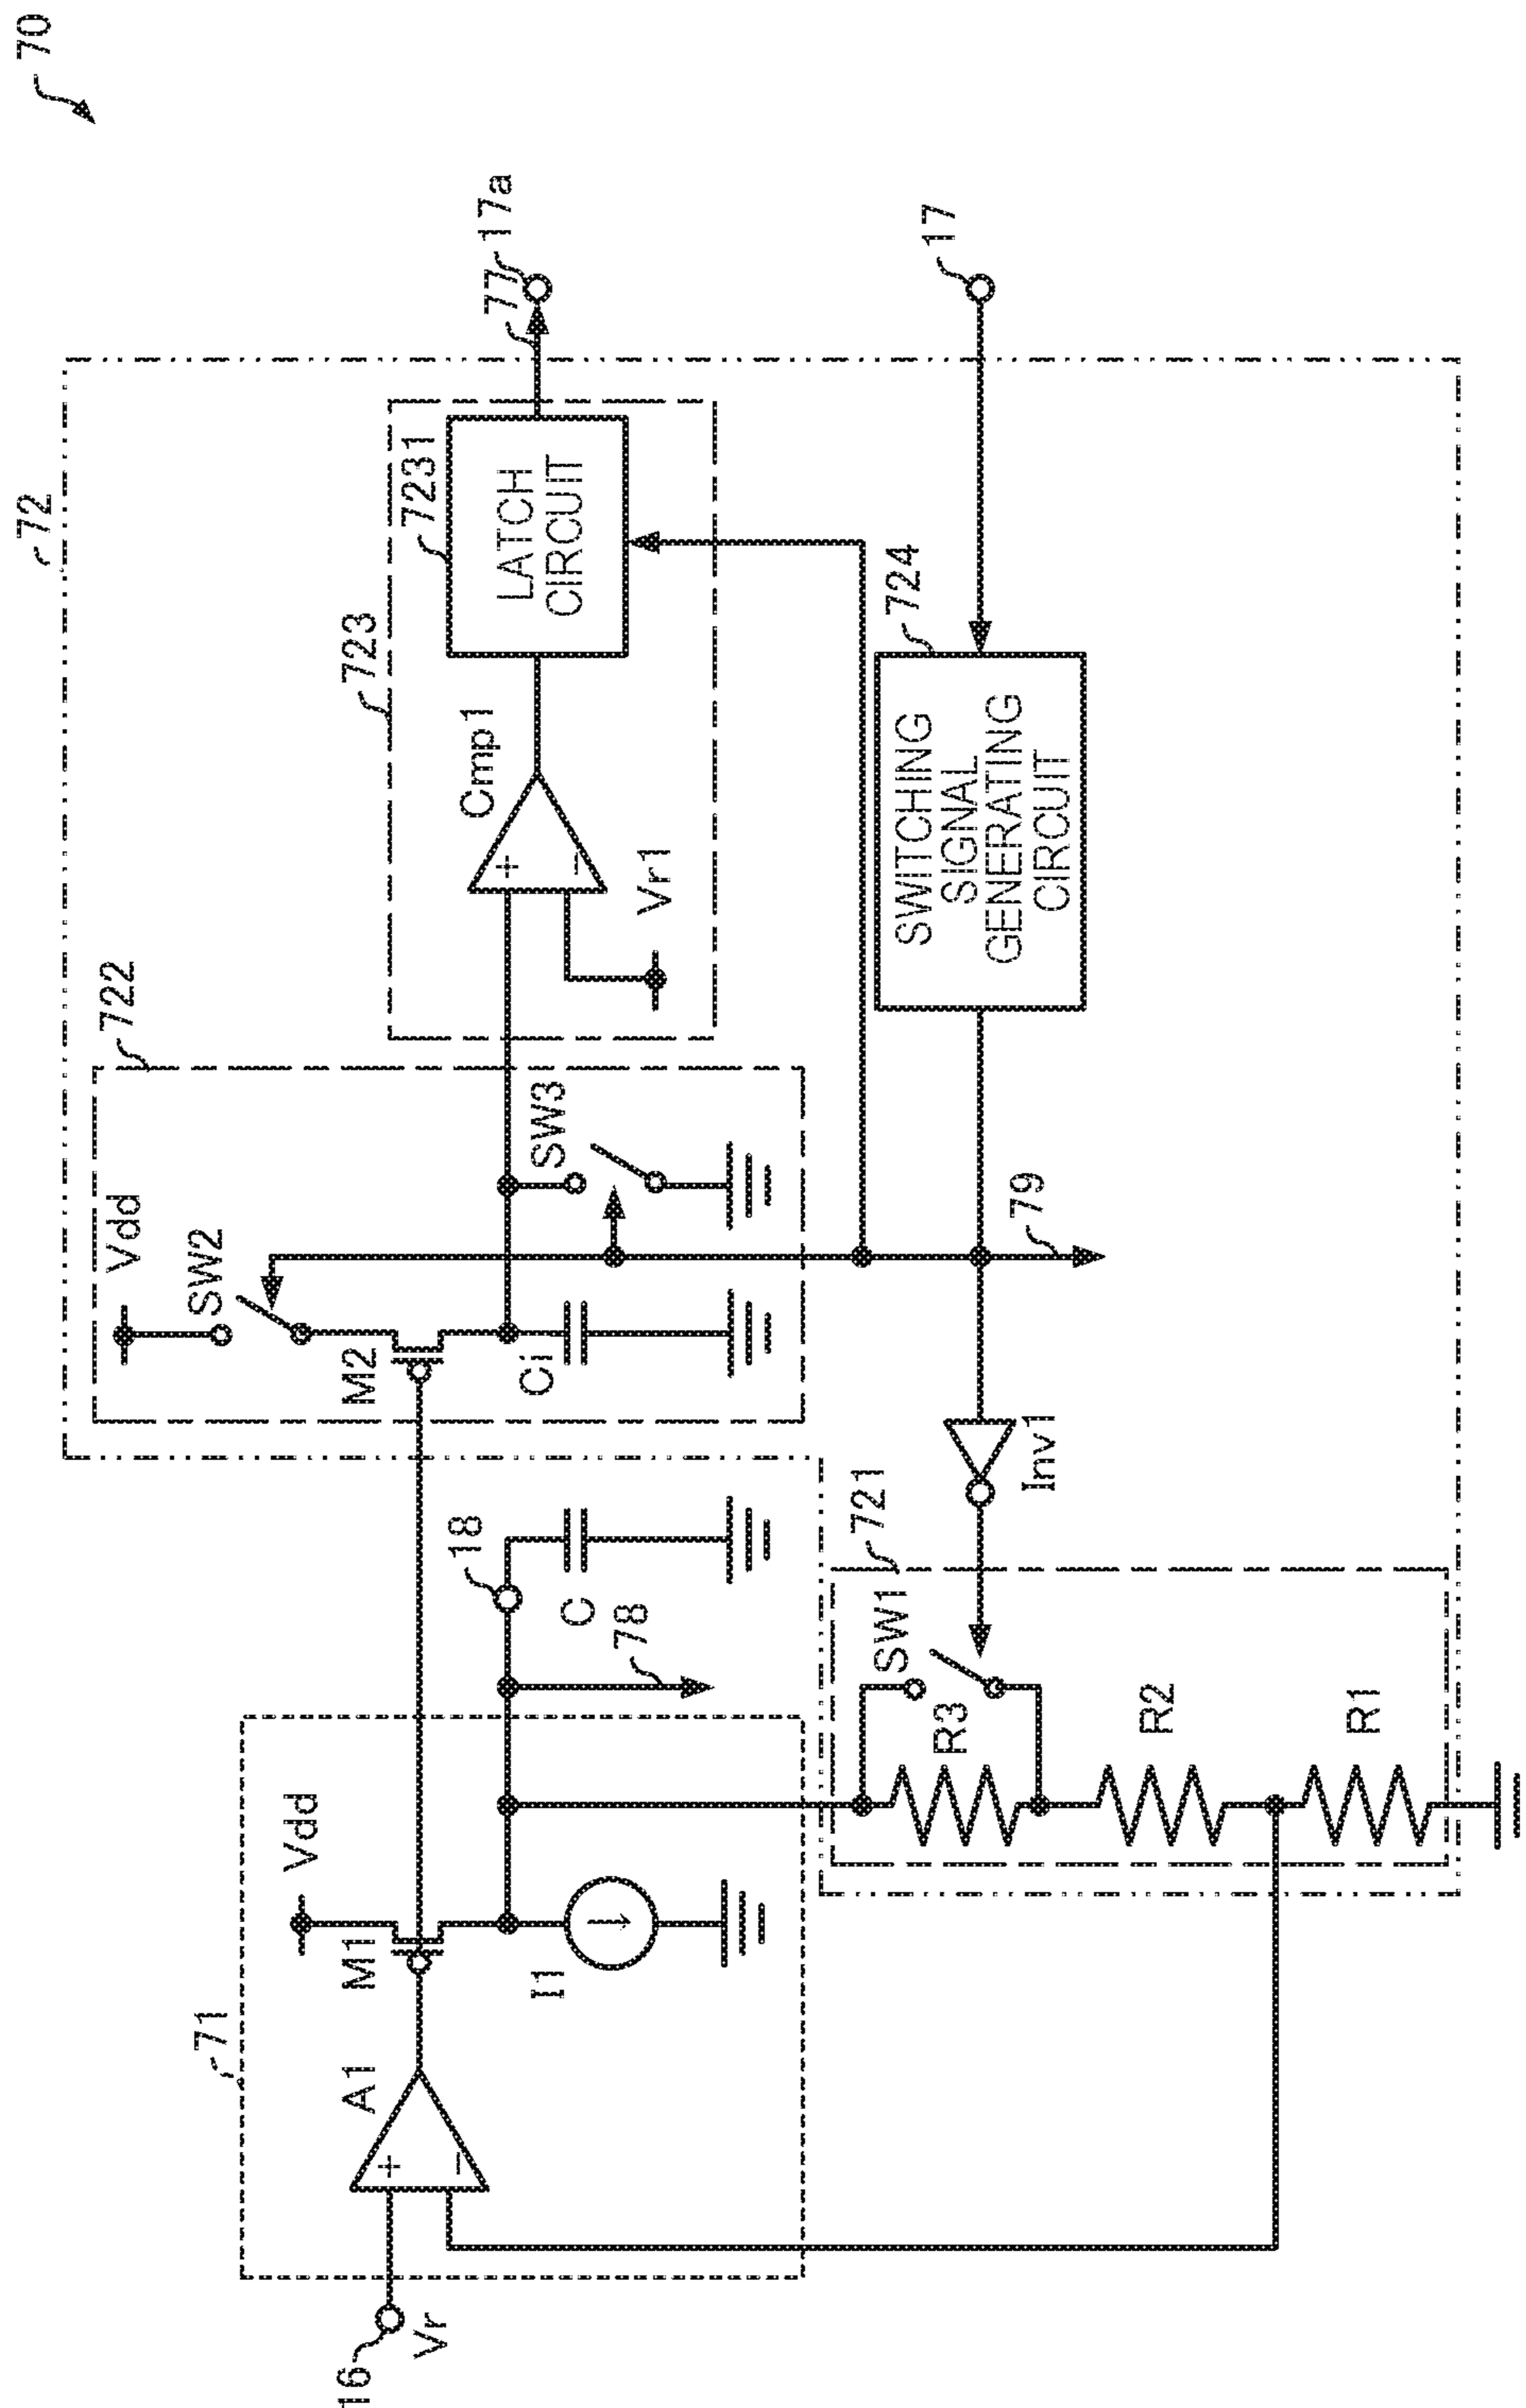 70
72
722
Vdd
SW2
M2
Ci
SW3
723
Cmp1
+
−
Vr1
7231
LATCH
CIRCUIT
77
17a
71
Vdd
M1
A1
+
−
I1
16
Vr
18
C
78
79
724
SWITCHING
SIGNAL
GENERATING
CIRCUIT
17
Inv1
721
SW1
R3
R2
R1